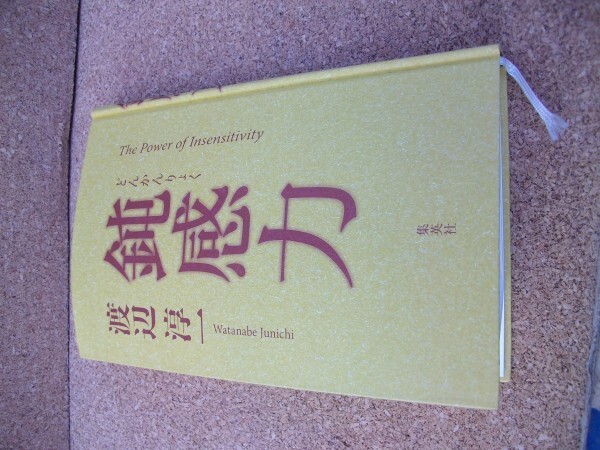 The Power of Insensitivity
どんかんりょく
鈍感力
渡辺淳一
Watanabe Junichi
集英社